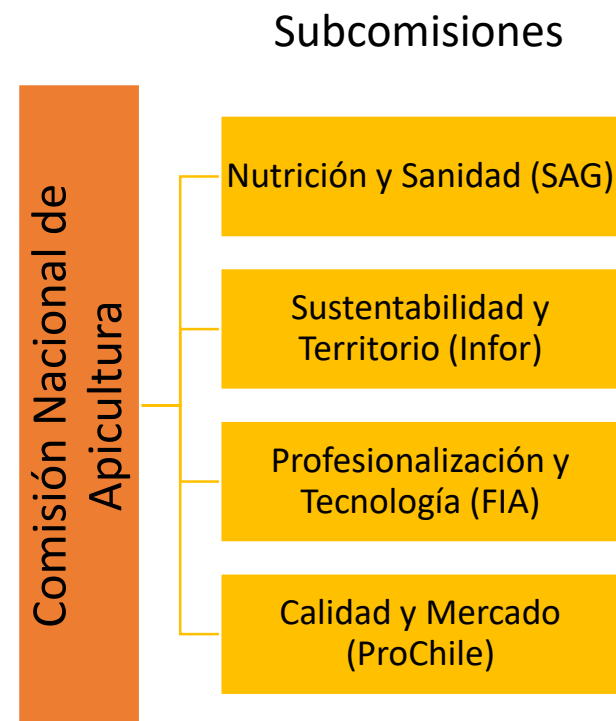 Subcomisiones
Comisión Nacional de
Apicultura
Nutrición y Sanidad (SAG)
Sustentabilidad y
Territorio (Infor)
Profesionalización y
Tecnología (FIA)
Calidad y Mercado
(ProChile)